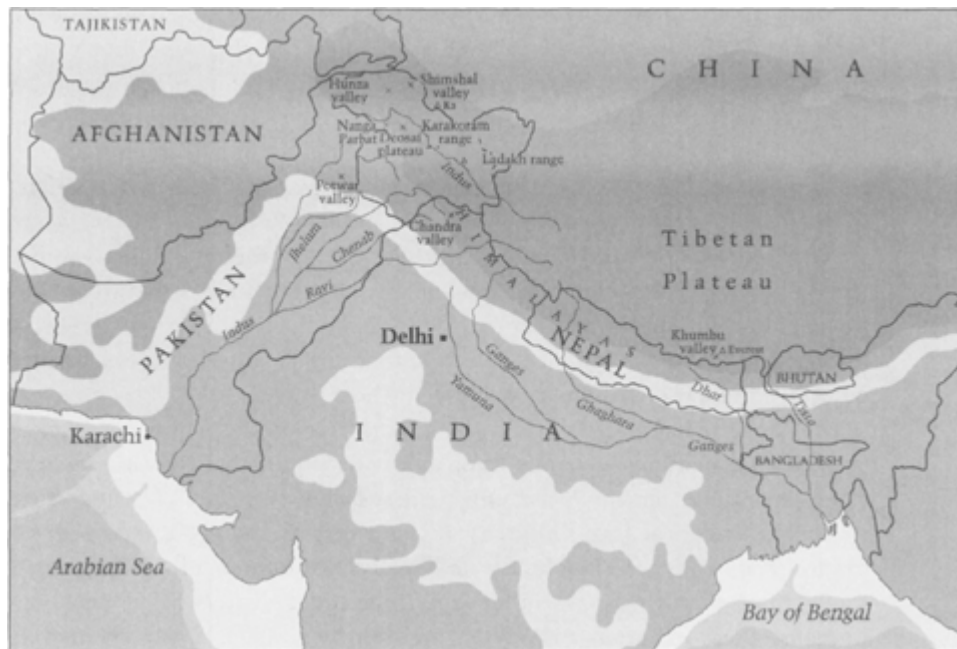 TAJIKISTAN
CHINA
Hunza
valley
Shimshal
valley
K2
AFGHANISTAN
Nanga
Parbat
Deosai
plateau
Karakoram
range
Ladakh range
Indus
Potwar
valley
Chandra
valley
Jhelum
Chenab
Ravi
HIMALAYAS
Tibetan
Plateau
PAKISTAN
Indus
Delhi
NEPAL
Khumbu
valley
Everest
BHUTAN
Ganges
Yamuna
Ghaghara
Dhar
Karachi
INDIA
Ganges
BANGLADESH
Arabian Sea
Bay of Bengal